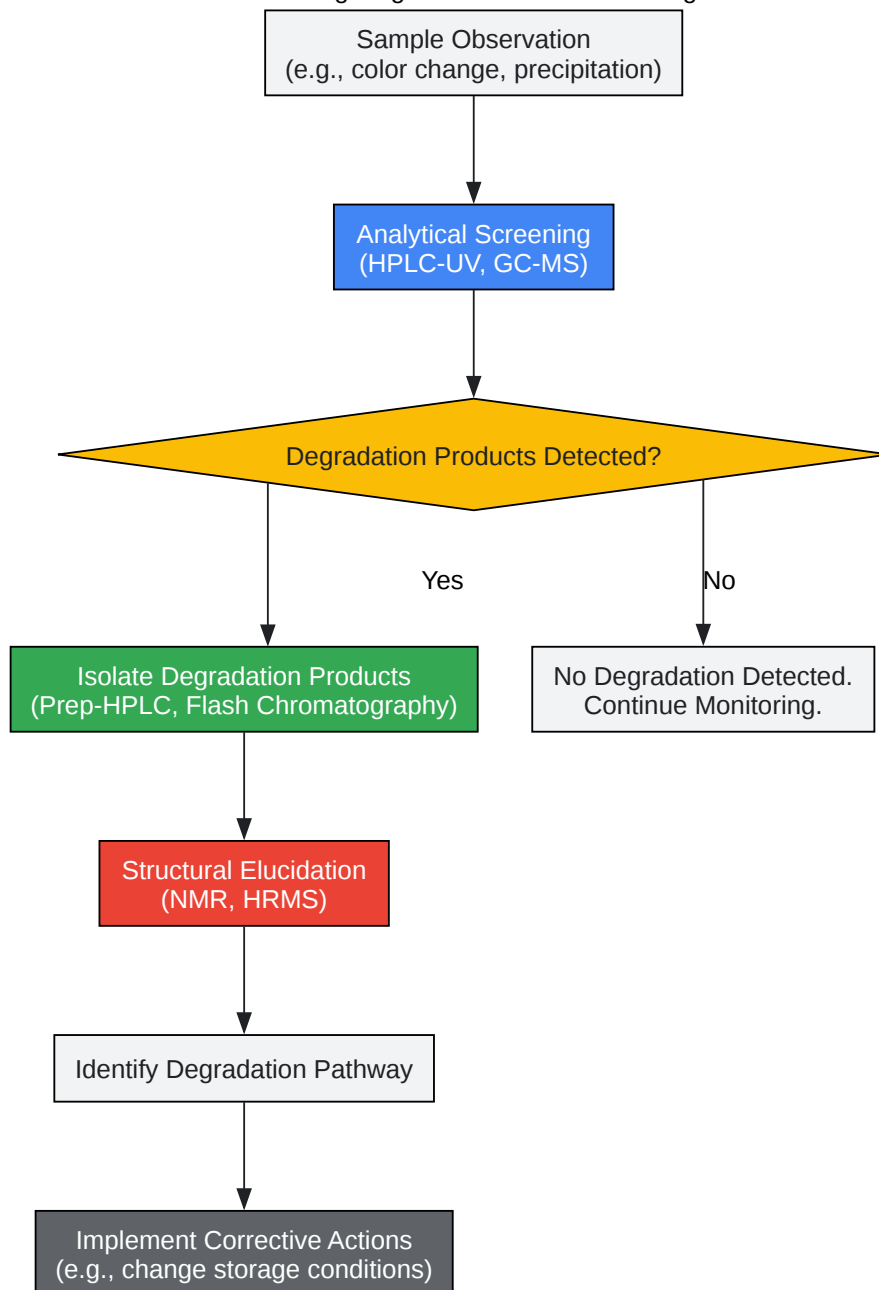 Sample Observation
(e.g., color change, precipitation)
Analytical Screening
(HPLC-UV, GC-MS)
Degradation Products Detected?
Yes
No
Isolate Degradation Products
(Prep-HPLC, Flash Chromatography)
No Degradation Detected.
Continue Monitoring.
Structural Elucidation
(NMR, HRMS)
Identify Degradation Pathway
Implement Corrective Actions
(e.g., change storage conditions)